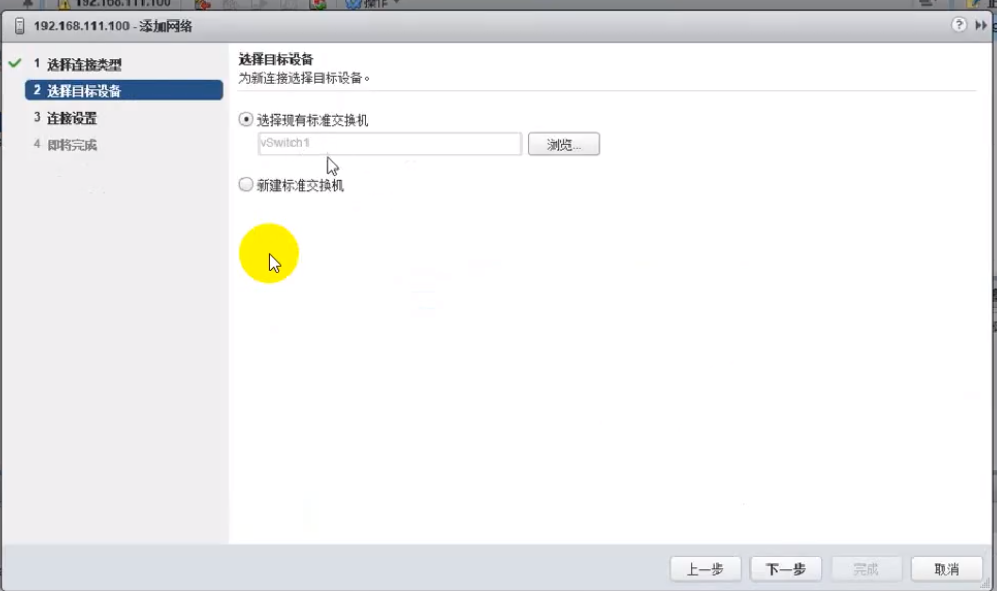 192.168.111.100
操作
192.168.111.100 - 添加网络
1 选择连接类型
2 选择目标设备
3 连接设置
4 即将完成
选择目标设备
为新连接选择目标设备。
选择现有标准交换机
vSwitch1
浏览...
新建标准交换机
上一步
下一步
完成
取消